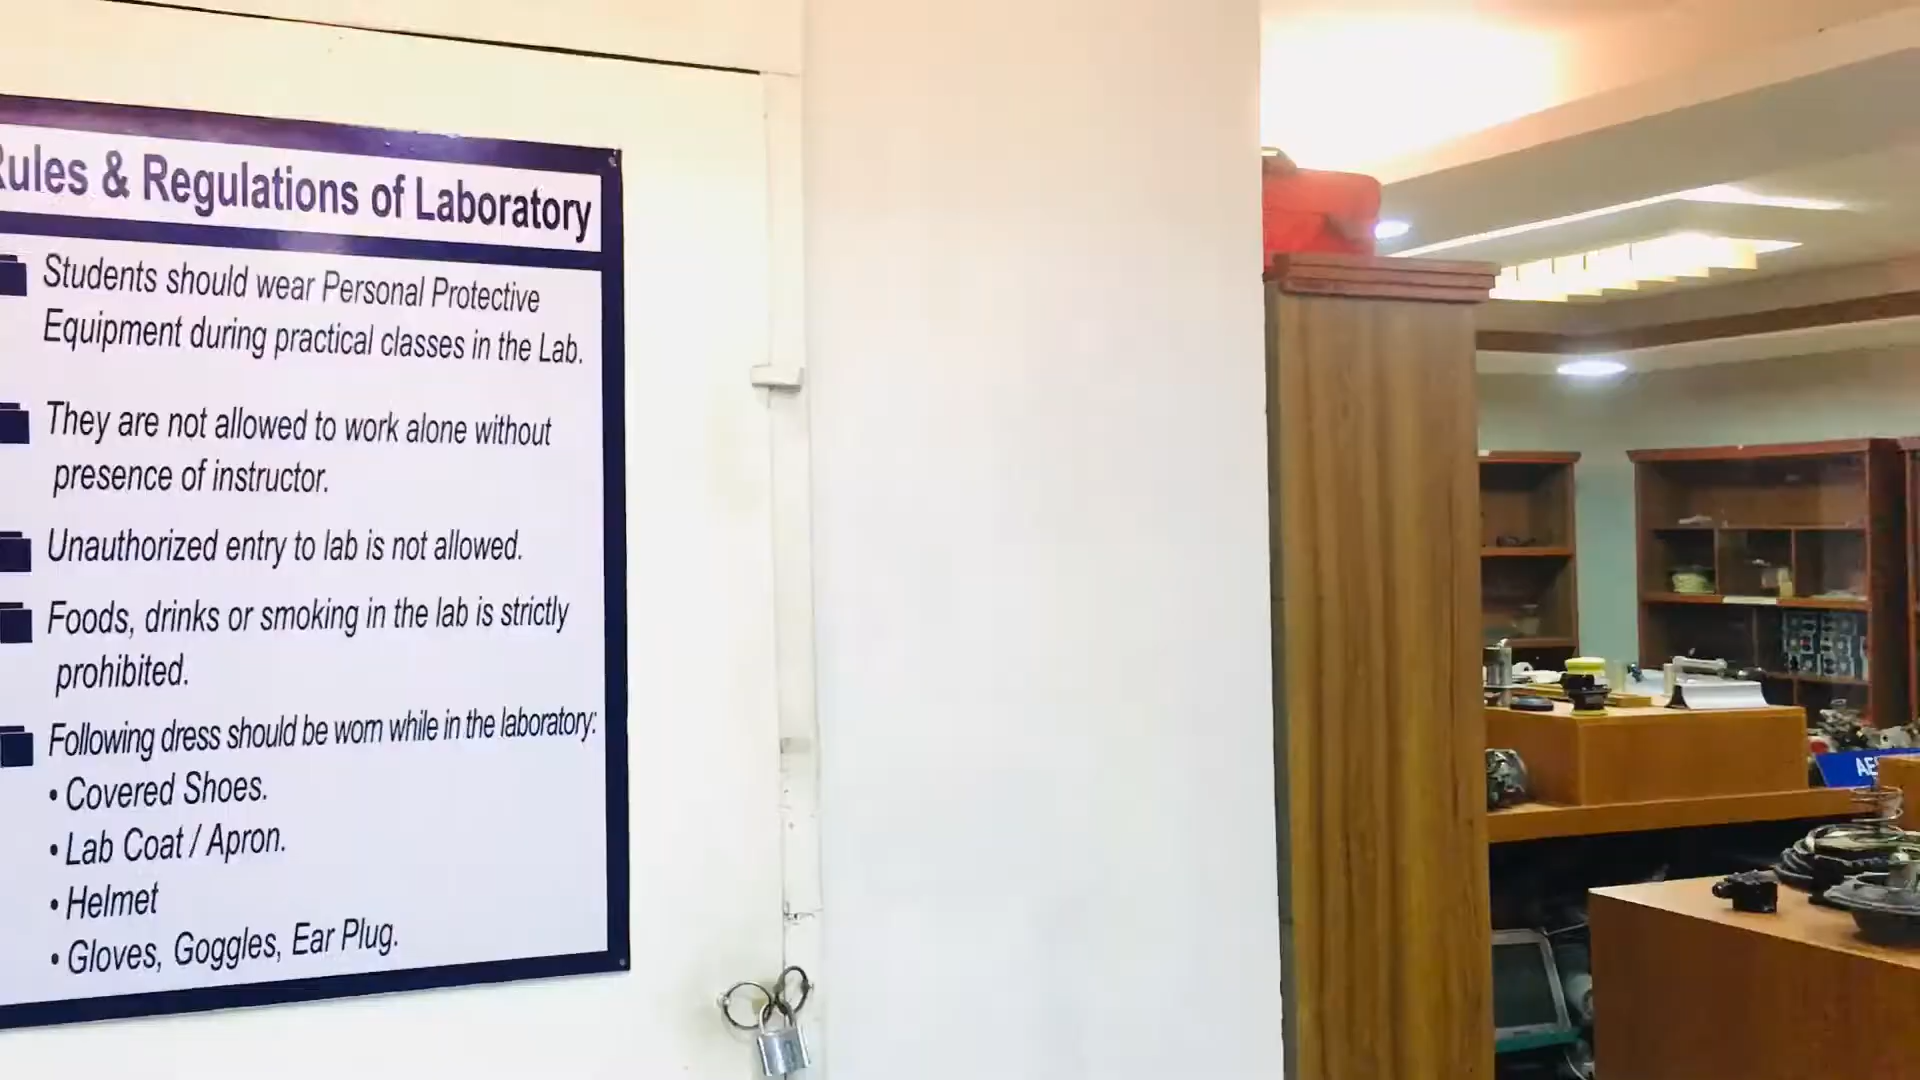 Rules & Regulations of Laboratory
Students should wear Personal Protective
Equipment during practical classes in the Lab.
They are not allowed to work alone without
presence of instructor.
Unauthorized entry to lab is not allowed.
Foods, drinks or smoking in the lab is strictly
prohibited.
Following dress should be worn while in the laboratory:
• Covered Shoes.
• Lab Coat / Apron.
• Helmet
• Gloves, Goggles, Ear Plug.